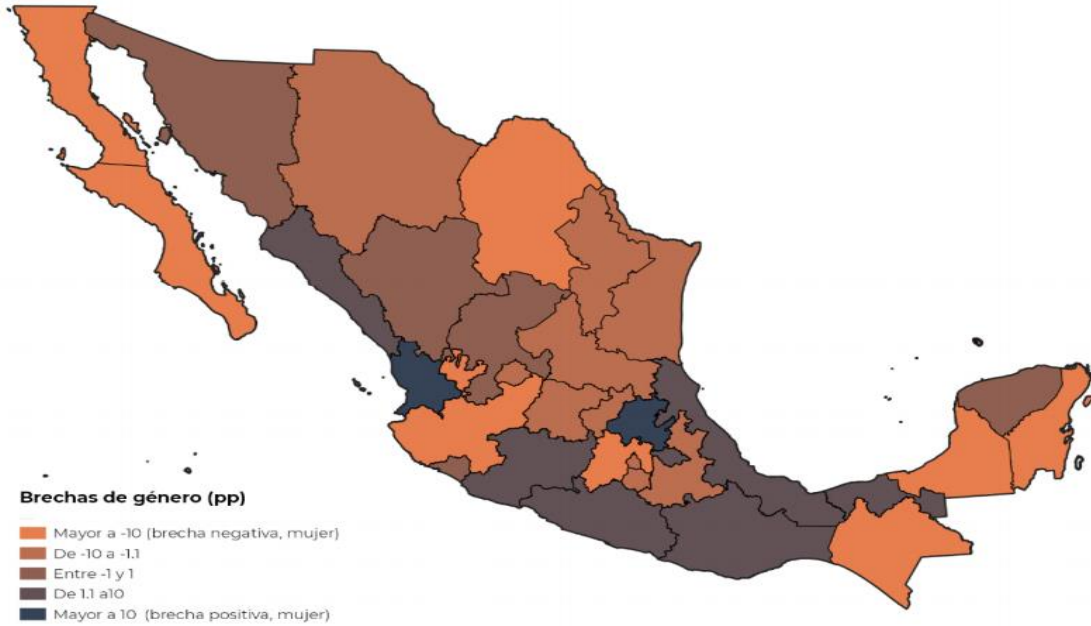 Brechas de género (pp)
Mayor a -10 (brecha negativa, mujer)
De -10 a -1.1
Entre -1 y 1
De 1.1 a10
Mayor a 10 (brecha positiva, mujer)